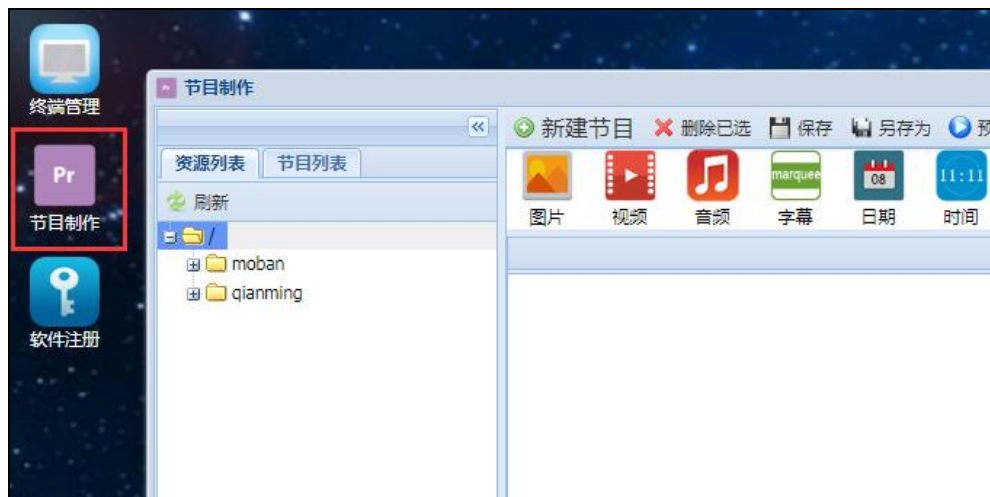 终端管理
Pr
节目制作
软件注册
节目制作
资源列表 节目列表
刷新
/
moban
qianming
新建节目 删除已选 保存 另存为
marquee 08 11:11
图片 视频 音频 字幕 日期 时间